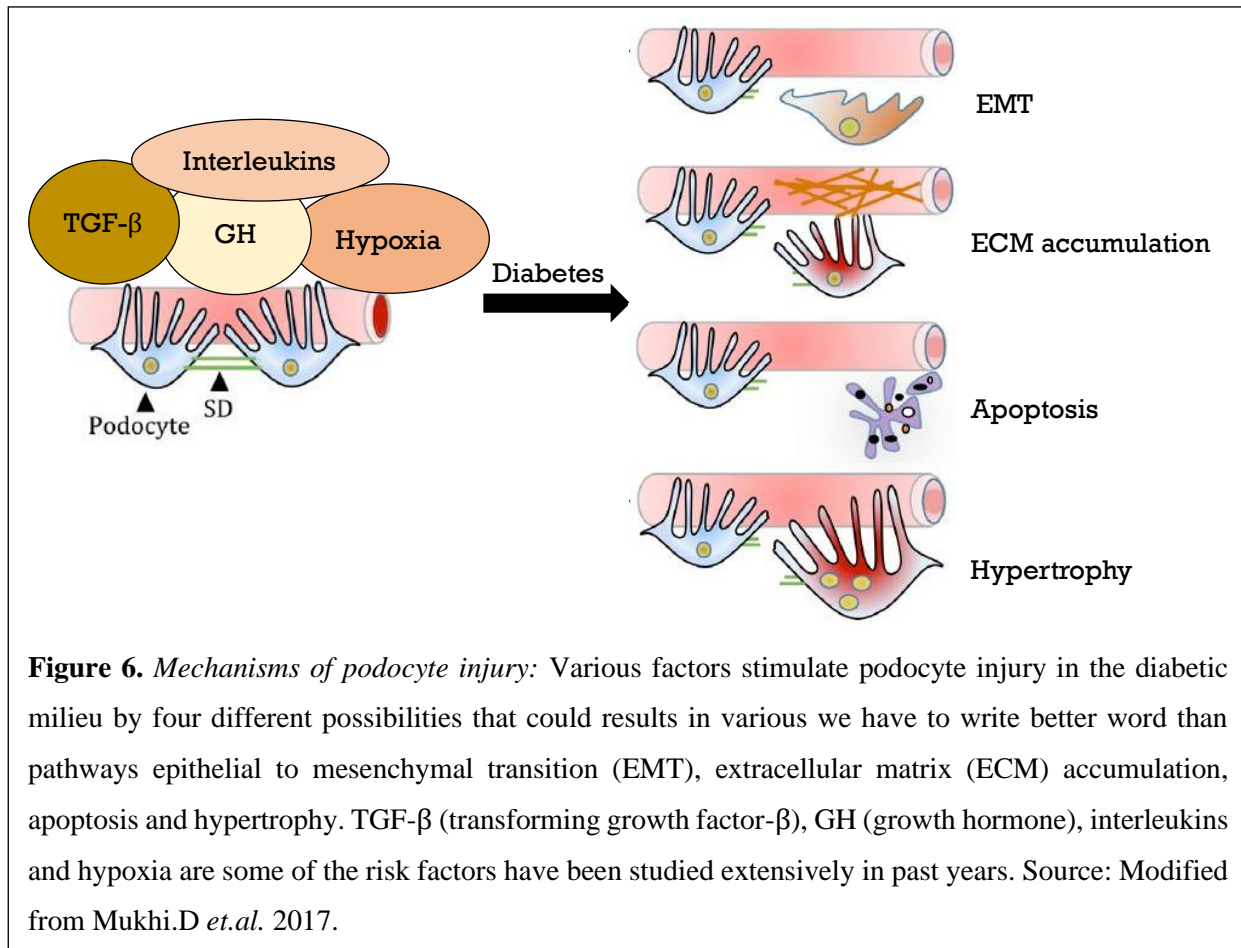 Interleukins
TGF-β
GH
Hypoxia
Podocyte
SD
Diabetes
EMT
ECM accumulation
Apoptosis
Hypertrophy
Figure 6. Mechanisms of podocyte injury: Various factors stimulate podocyte injury in the diabetic
milieu by four different possibilities that could results in various we have to write better word than
pathways epithelial to mesenchymal transition (EMT), extracellular matrix (ECM) accumulation,
apoptosis and hypertrophy. TGF-β (transforming growth factor-β), GH (growth hormone), interleukins
and hypoxia are some of the risk factors have been studied extensively in past years. Source: Modified
from Mukhi.D et.al. 2017.